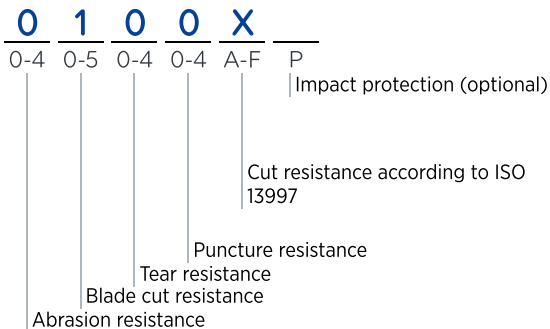 0 1 0 0 X
0-4 0-5 0-4 0-4 A-F P
Impact protection (optional)
Cut resistance according to ISO
13997
Puncture resistance
Tear resistance
Blade cut resistance
Abrasion resistance